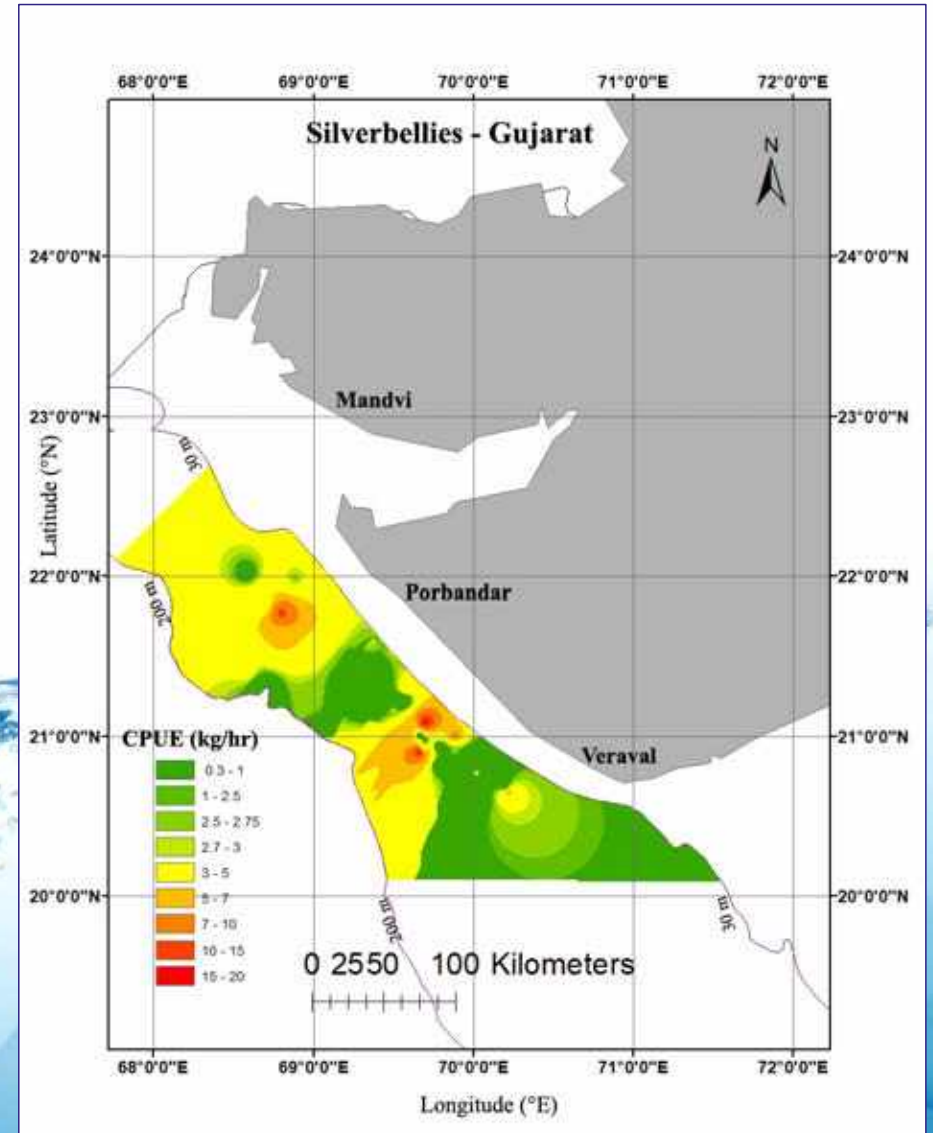 68°0'0"E 69°0'0"E 70°0'0"E 71°0'0"E 72°0'0"E
Silverbellies - Gujarat
N
24°0'0"N 24°0'0"N
Mandvi
23°0'0"N 23°0'0"N
30 m
Latitude (°N)
22°0'0"N 22°0'0"N
200 m
Porbandar
21°0'0"N 21°0'0"N
CPUE (kg/hr)
Veraval
0.3 - 1
1 - 2.5
2.5 - 2.75
2.7 - 3
3 - 5
5 - 7
7 - 10
10 - 15
15 - 20
20°0'0"N 20°0'0"N
200 m
30 m
0 2550 100 Kilometers
68°0'0"E 69°0'0"E 70°0'0"E 71°0'0"E 72°0'0"E
Longitude (°E)